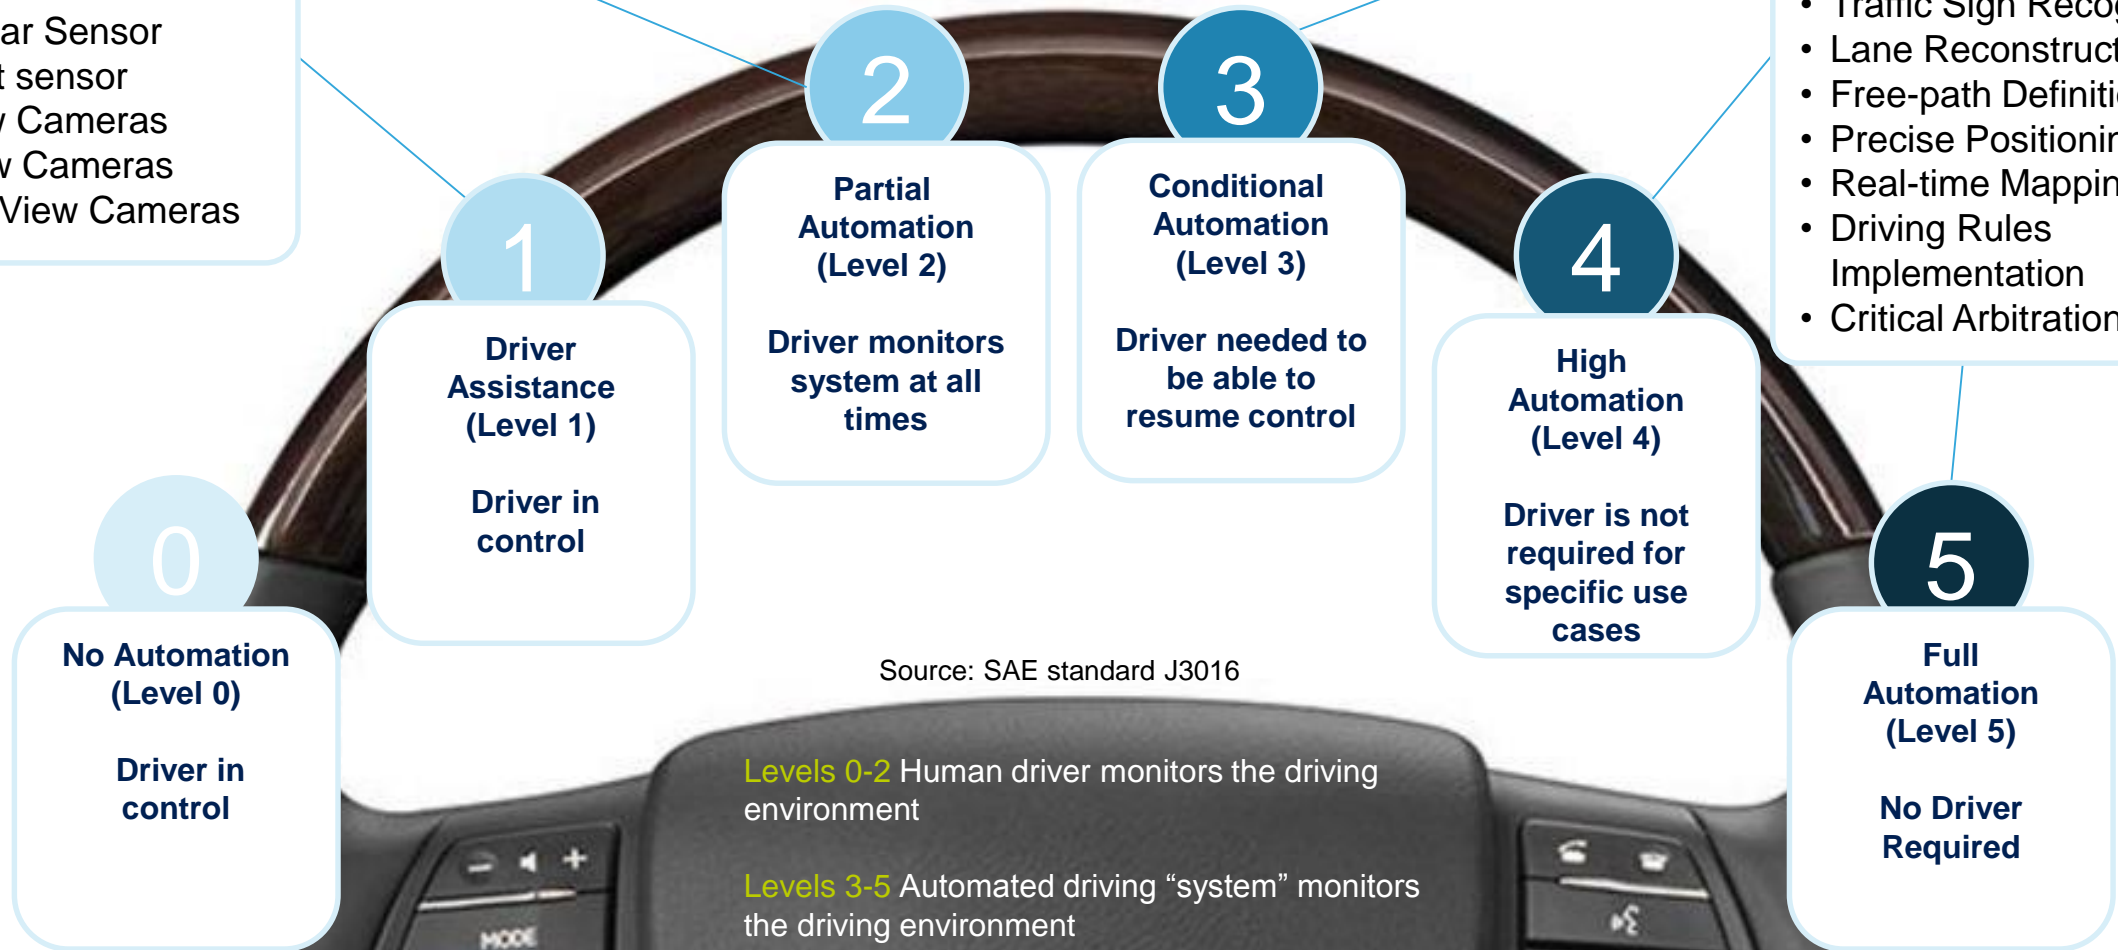 ar Sensor
t sensor
Cameras
w Cameras
View Cameras
• Traffic Sign Recog
• Lane Reconstruct
• Free-path Definiti
• Precise Positionin
• Real-time Mappin
• Driving Rules
Implementation
• Critical Arbitration
0
No Automation
(Level 0)
Driver in
control
1
Driver
Assistance
(Level 1)
Driver in
control
2
Partial
Automation
(Level 2)
Driver monitors
system at all
times
3
Conditional
Automation
(Level 3)
Driver needed to
be able to
resume control
4
High
Automation
(Level 4)
Driver is not
required for
specific use
cases
5
Full
Automation
(Level 5)
No Driver
Required
Source: SAE standard J3016
Levels 0-2 Human driver monitors the driving
environment
Levels 3-5 Automated driving “system” monitors
the driving environment
MODE